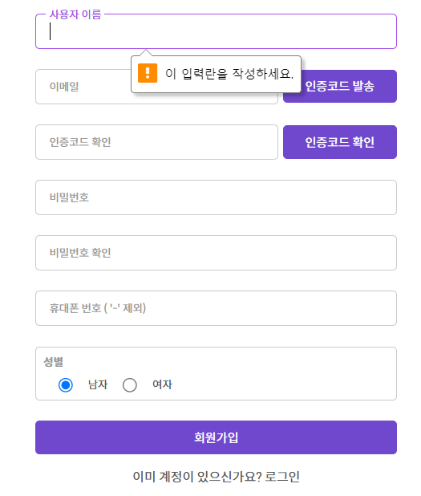 사용자 이름
이 입력란을 작성하세요.
이메일
인증코드 발송
인증코드 확인
인증코드 확인
비밀번호
비밀번호 확인
휴대폰 번호 ( '-' 제외)
성별
남자 여자
회원가입
이미 계정이 있으신가요? 로그인